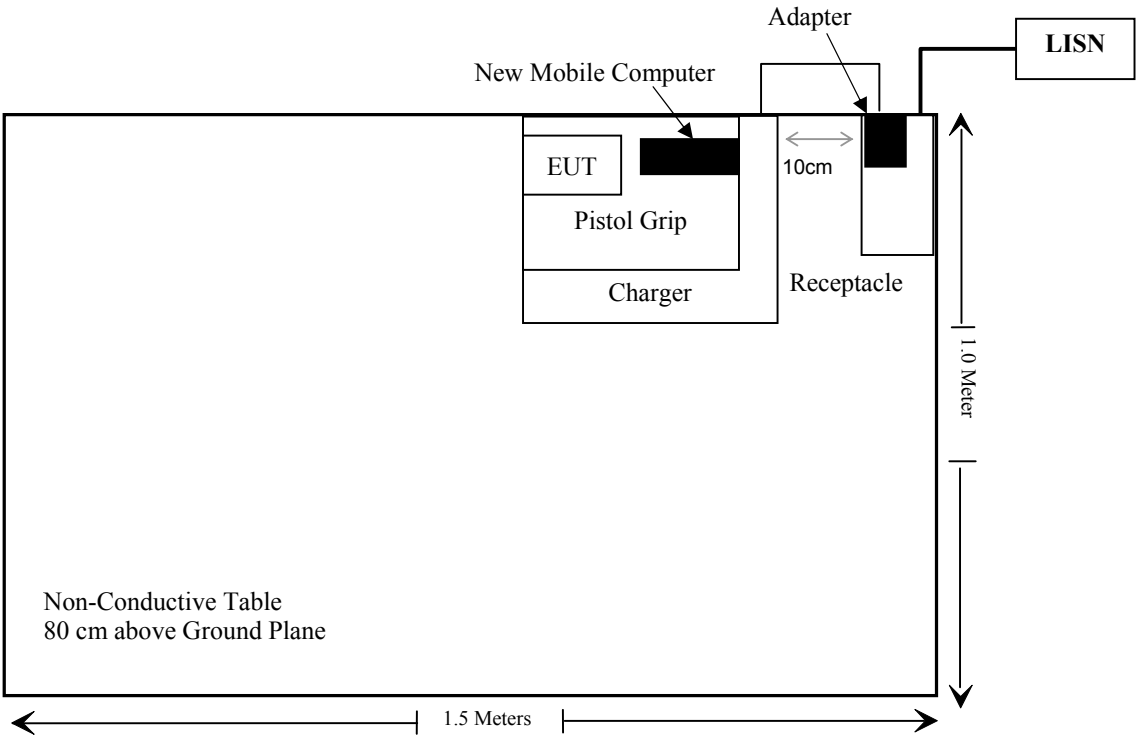 Adapter
LISN
New Mobile Computer
EUT
10cm
Pistol Grip
Receptacle
Charger
1.0 Meter
Non-Conductive Table
80 cm above Ground Plane
1.5 Meters